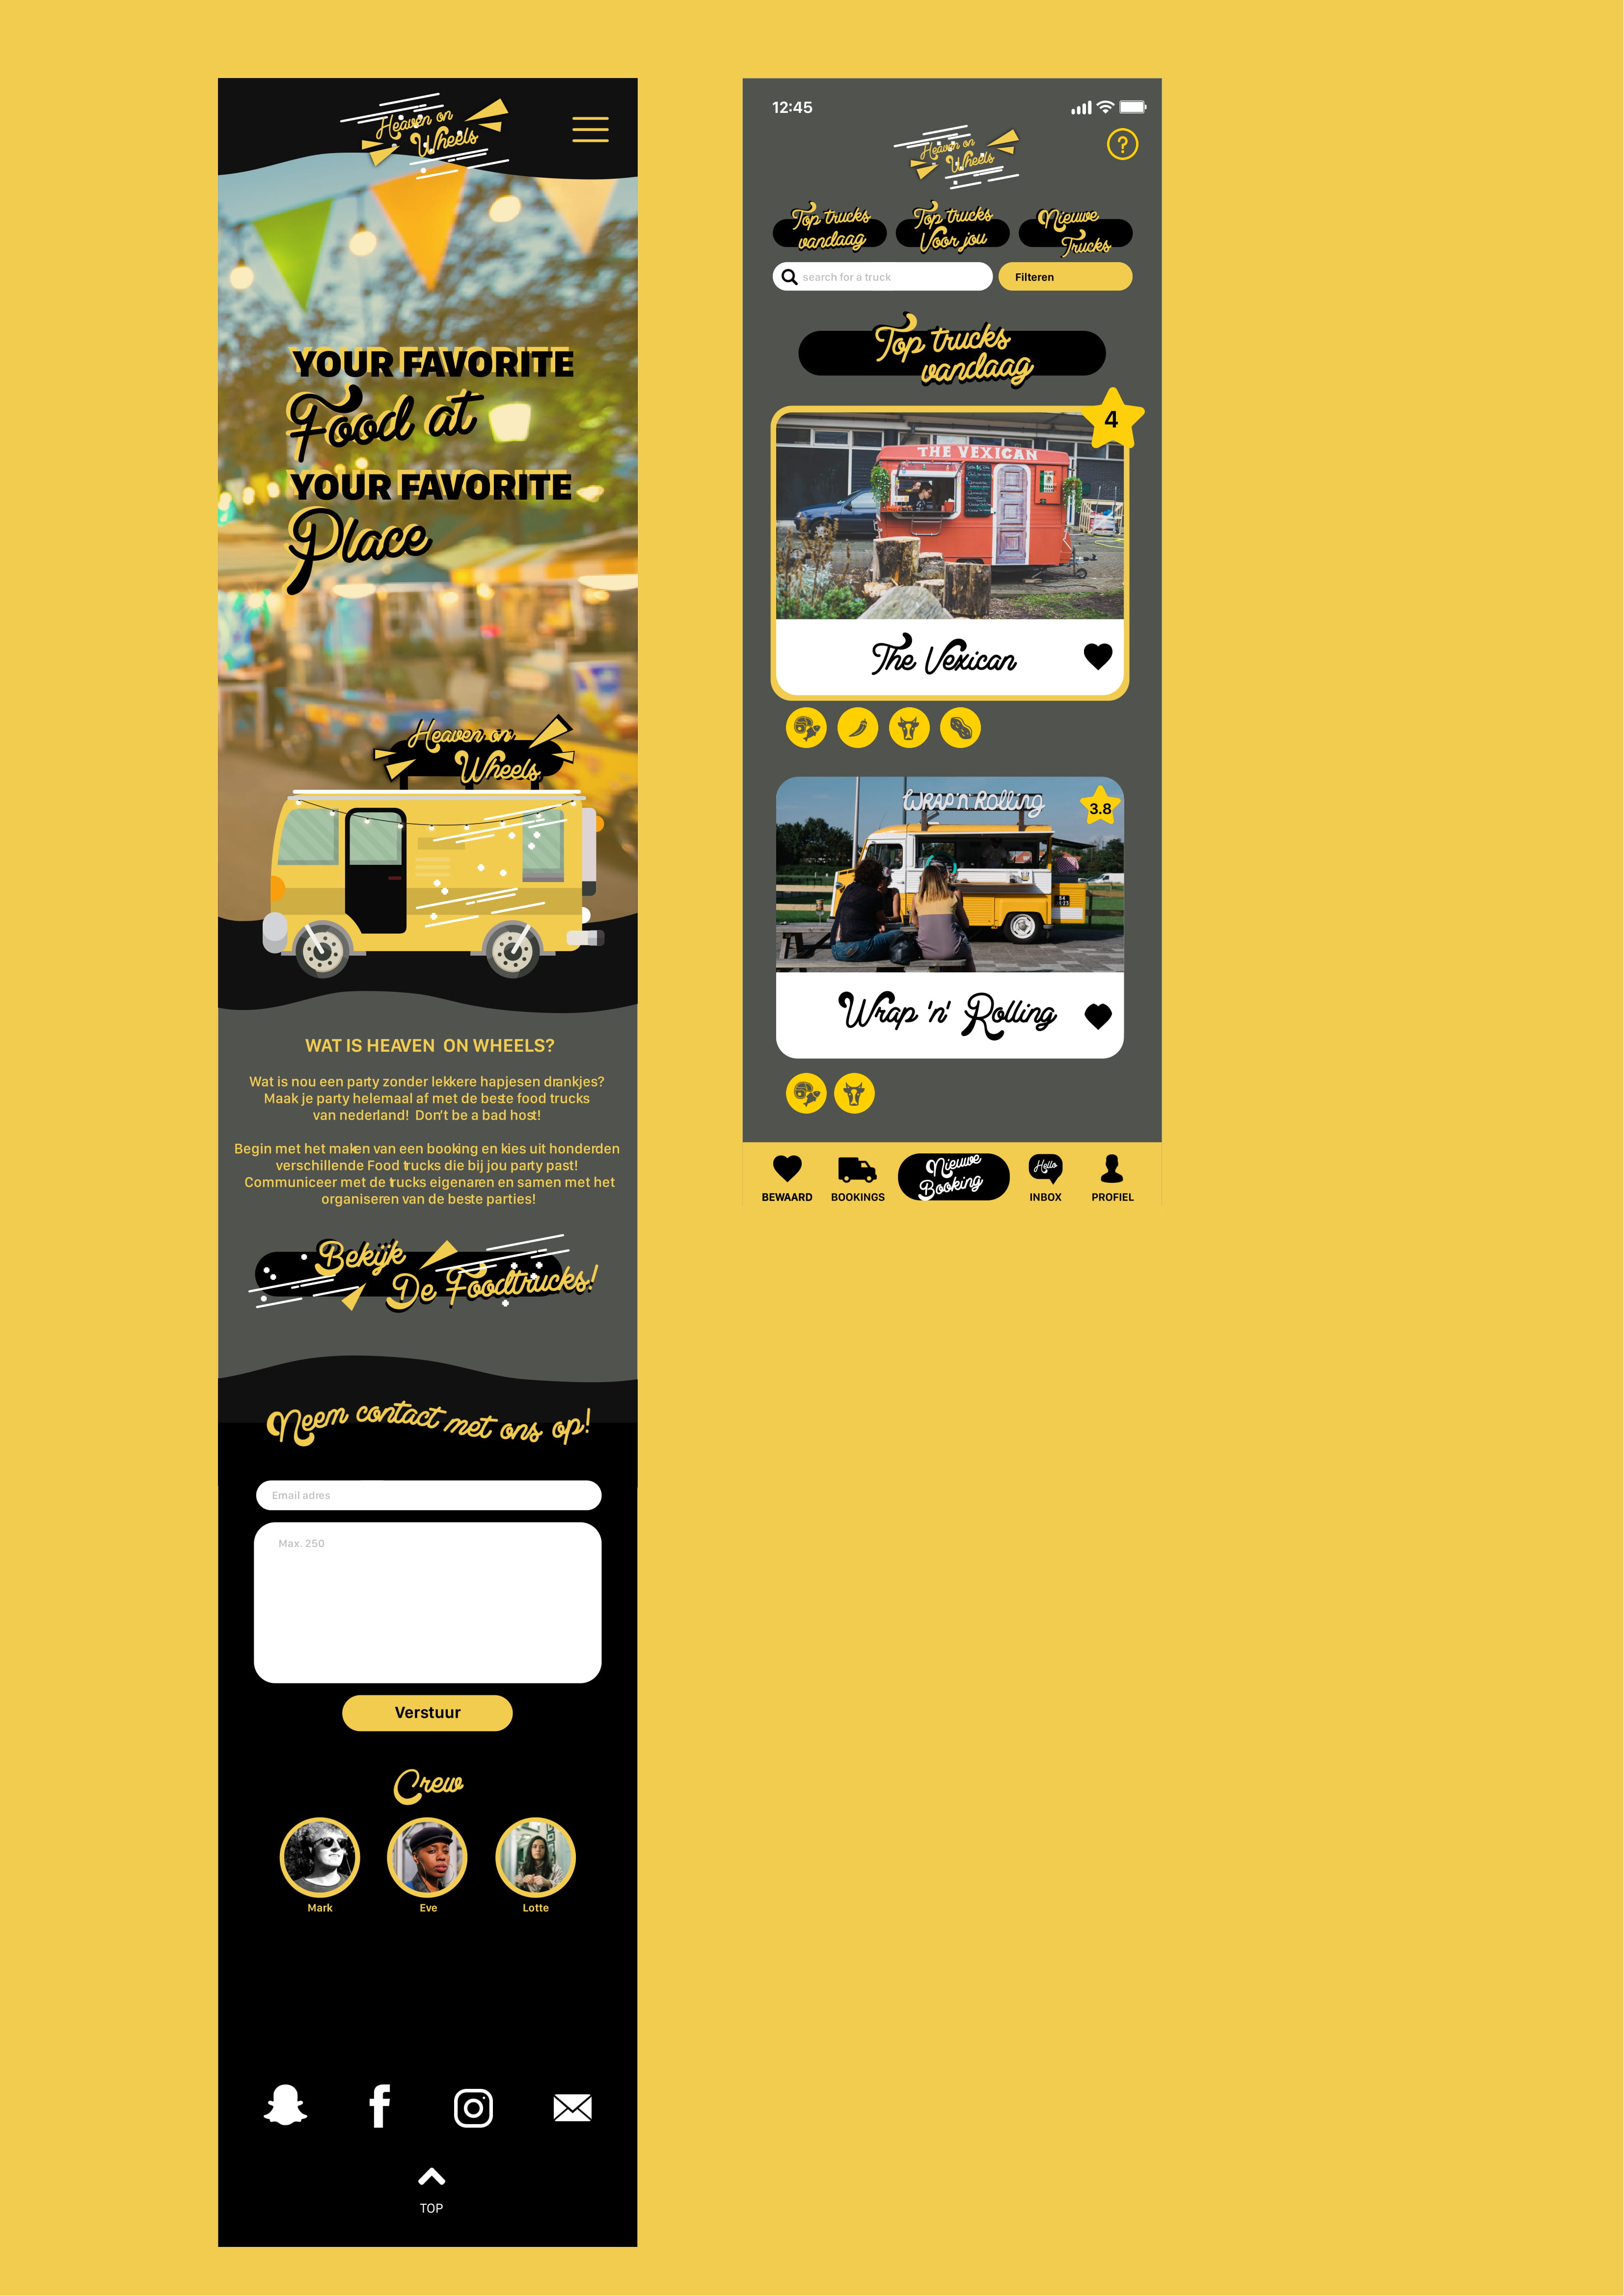 Heaven on
Wheels
YOUR FAVORITE
Food at
YOUR FAVORITE
Place
Heaven on
Wheels
WAT IS HEAVEN ON WHEELS?
Wat is nou een party zonder lekkere hapjesen drankjes?
Maak je party helemaal af met de beste food trucks
van nederland! Don't be a bad host!
Begin met het maken van een booking en kies uit honderden
verschillende Food trucks die bij jou party past!
Communiceer met de trucks eigenaren en samen met het
organiseren van de beste parties!
Bekijk
De Foodtrucks!
Neem contact met ons op!
Email adres
Max. 250
Verstuur
Crew
Mark Eve Lotte
TOP
12:45
Heaven on
Wheels
?
Top trucks
vandaag
Top trucks
Voor jou
Nieuwe
Trucks
search for a truck
Filteren
Top trucks
vandaag
4
THE VEXICAN
The Vexican
WRAP'n'Rolling
3.8
Wrap 'n' Rolling
BEWAARD
BOOKINGS
Nieuwe
Booking
Hello
INBOX
PROFIEL